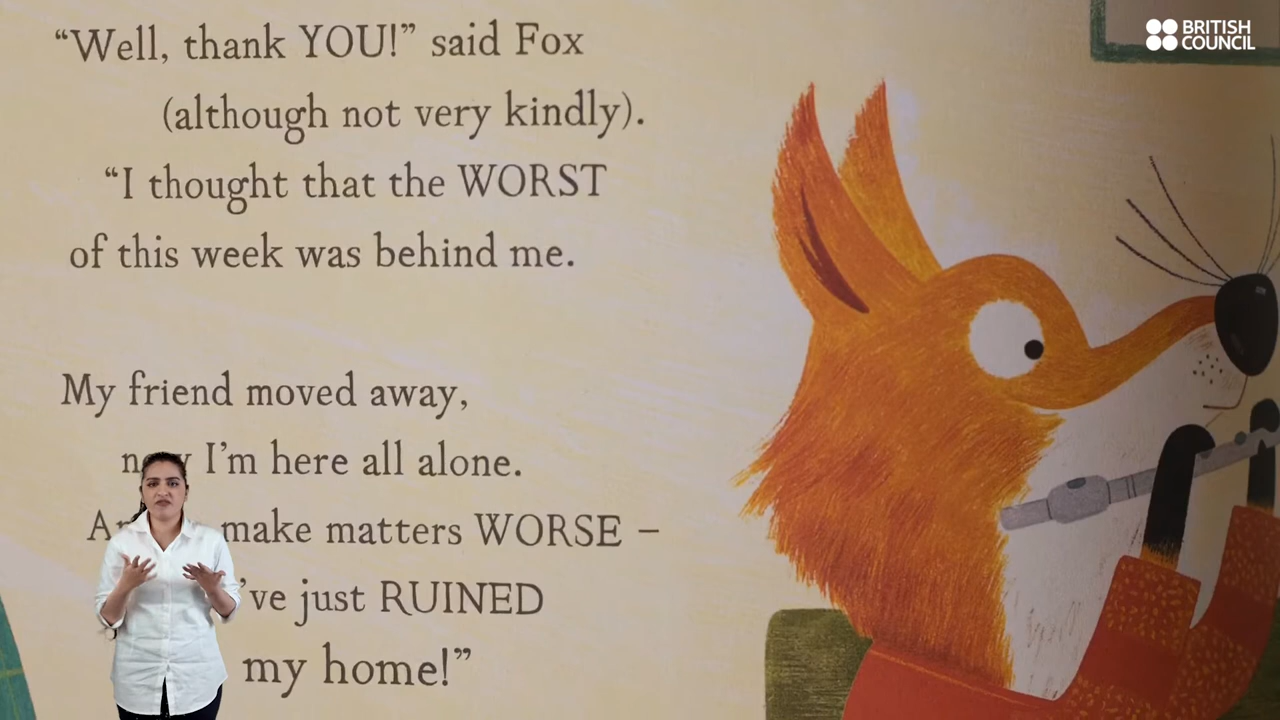 “Well, thank YOU!” said Fox
(although not very kindly).
“I thought that the WORST
of this week was behind me.
My friend moved away,
I’m here all alone.
make matters WORSE –
’ve just RUINED
my home!”
BRITISH
COUNCIL